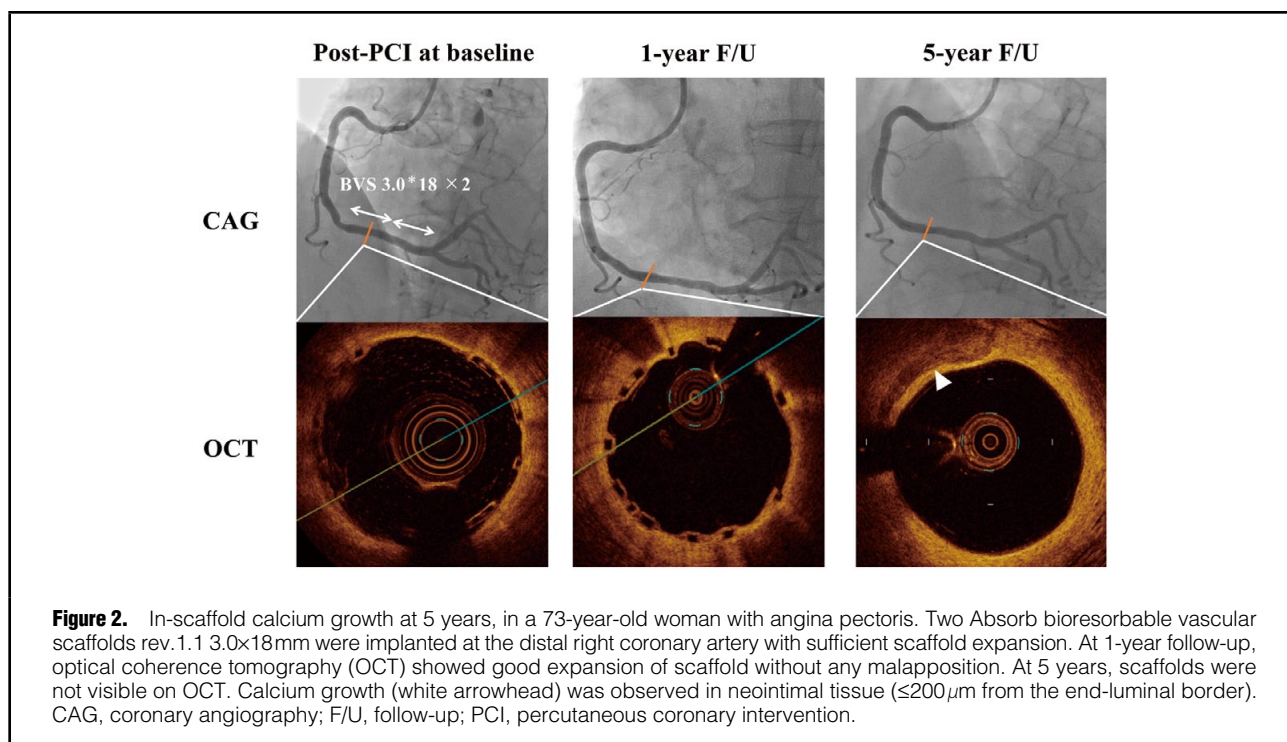 Post-PCI at baseline 1-year F/U 5-year F/U
BVS 3.0*18 ×2
CAG
OCT
Figure 2. In-scaffold calcium growth at 5 years, in a 73-year-old woman with angina pectoris. Two Absorb bioresorbable vascular
scaffolds rev.1.1 3.0×18mm were implanted at the distal right coronary artery with sufficient scaffold expansion. At 1-year follow-up,
optical coherence tomography (OCT) showed good expansion of scaffold without any malapposition. At 5 years, scaffolds were
not visible on OCT. Calcium growth (white arrowhead) was observed in neointimal tissue (≤200μm from the end-luminal border).
CAG, coronary angiography; F/U, follow-up; PCI, percutaneous coronary intervention.